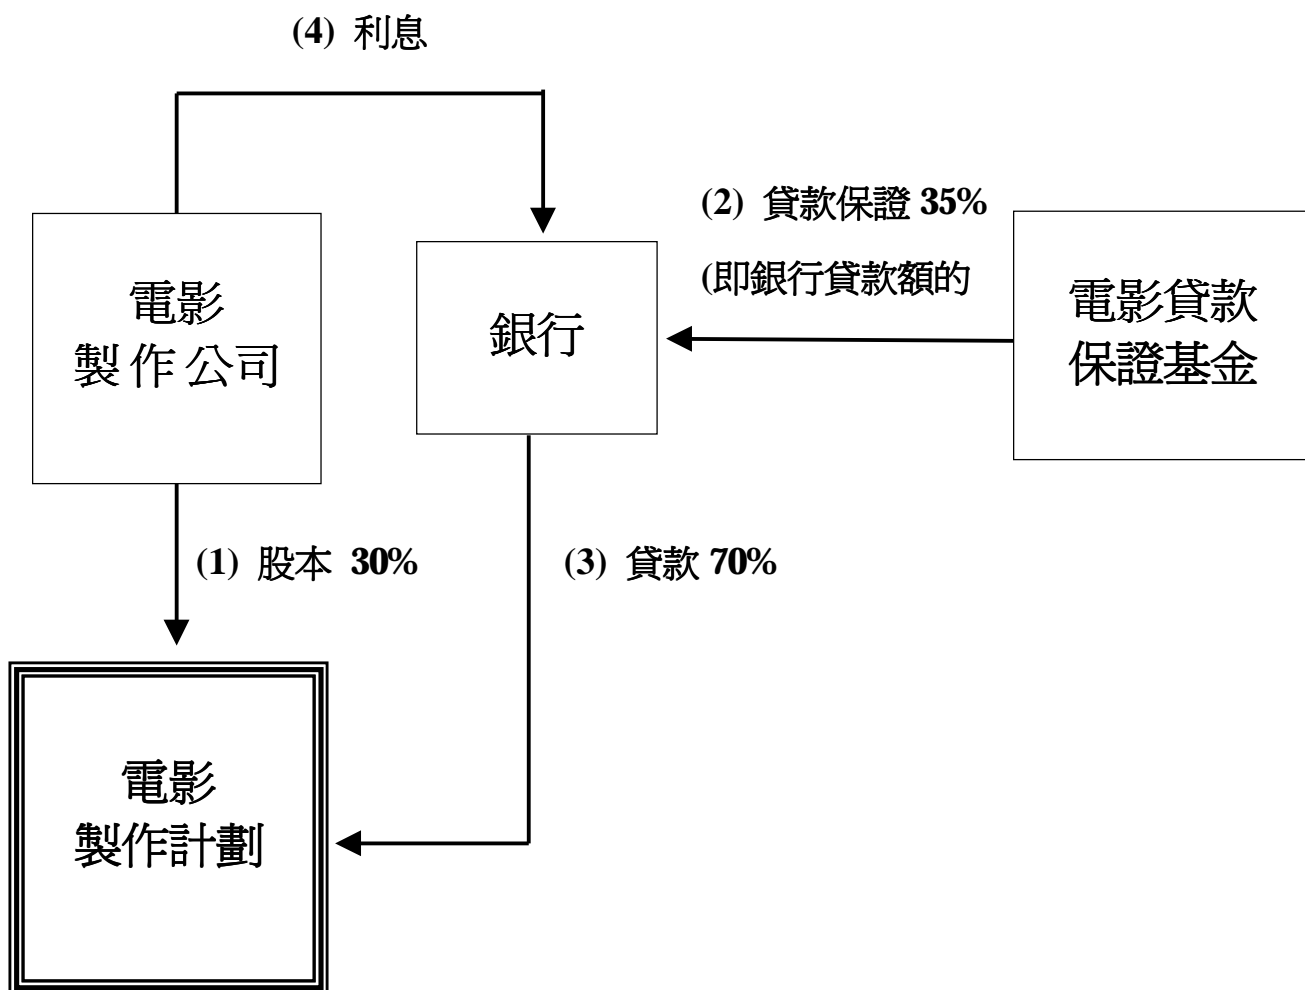 (4) 利息
(2) 貸款保證 35%
(即銀行貸款額的
電影
製作公司
銀行
電影貸款
保證基金
(1) 股本 30%
(3) 貸款 70%
電影
製作計劃